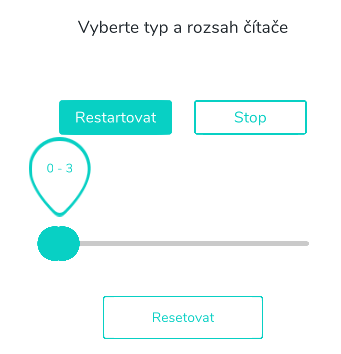 Vyberte typ a rozsah čítače
Restartovat
Stop
0 - 3
Resetovat